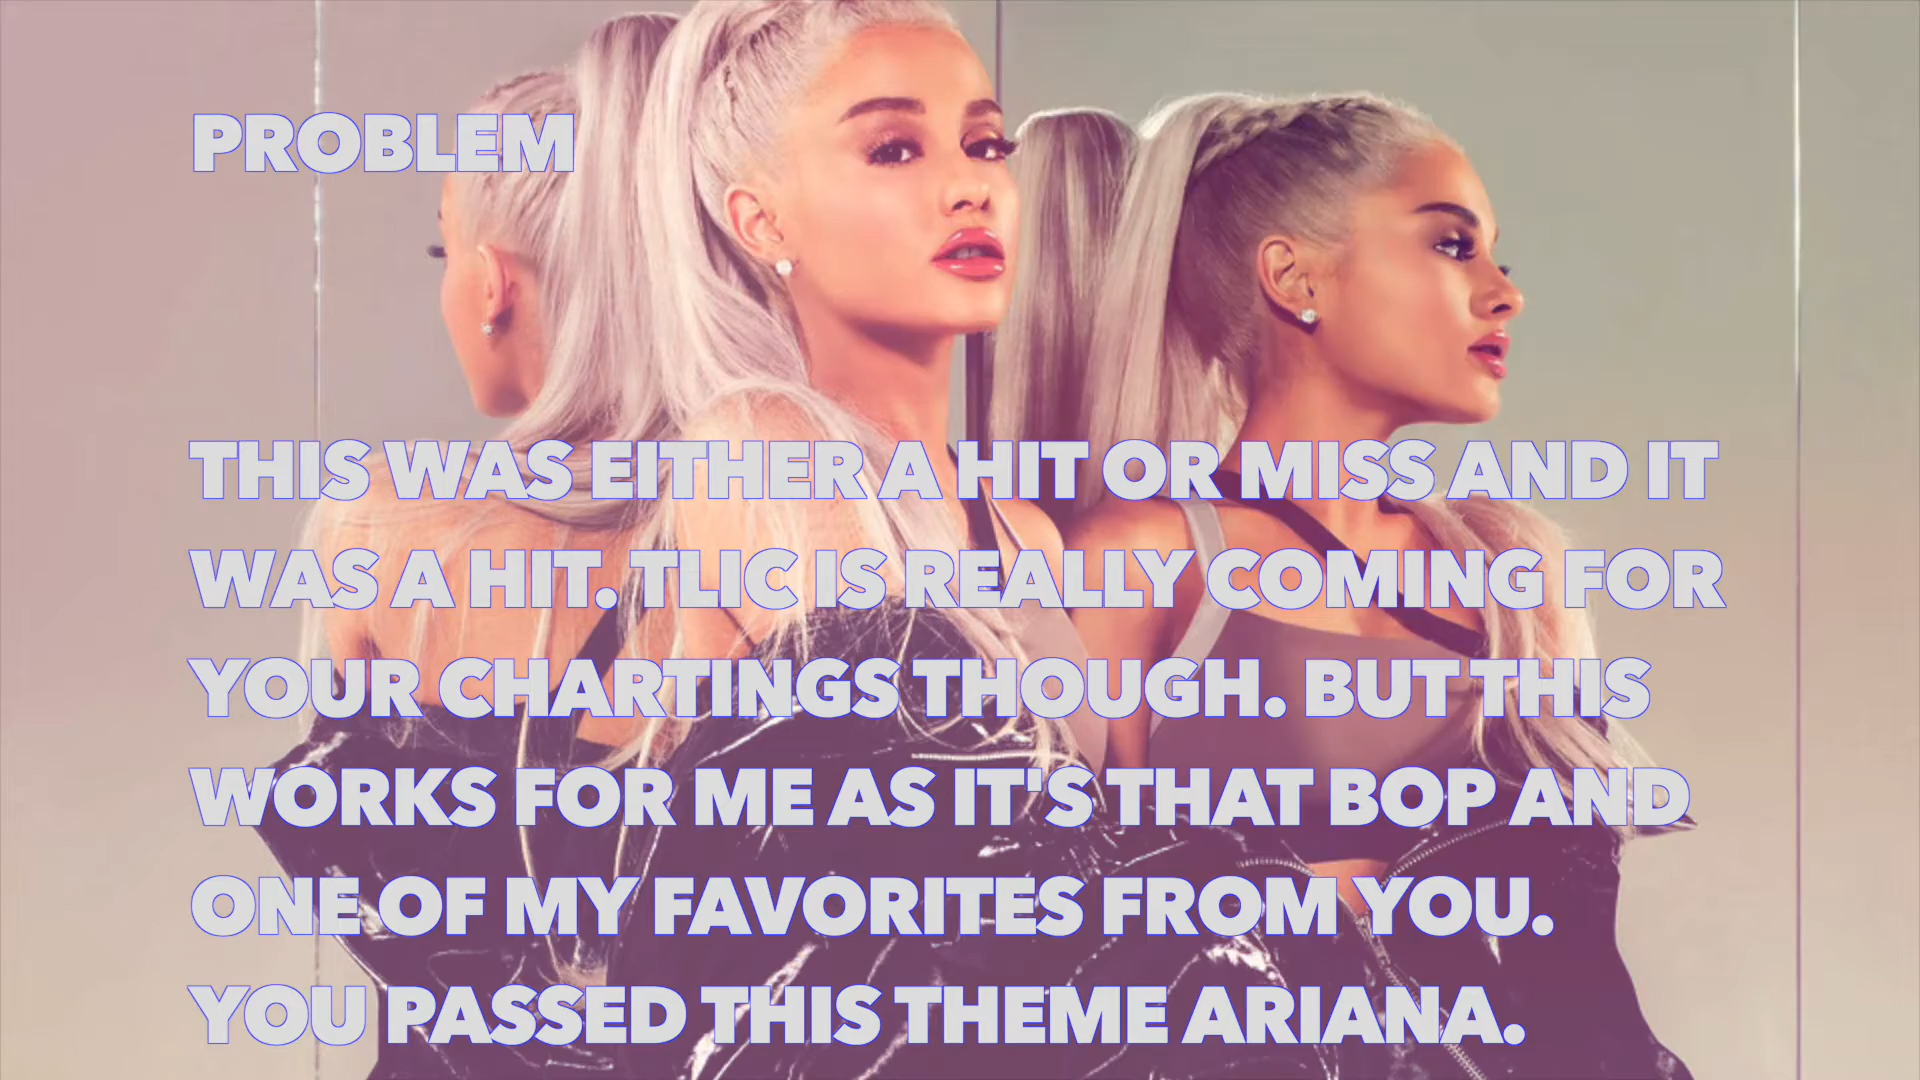 PROBLEM
THIS WAS EITHER A HIT OR MISS AND IT
WAS A HIT. TLIC IS REALLY COMING FOR
YOUR CHARTINGS THOUGH. BUT THIS
WORKS FOR ME AS IT'S THAT BOP AND
ONE OF MY FAVORITES FROM YOU.
YOU PASSED THIS THEME ARIANA.